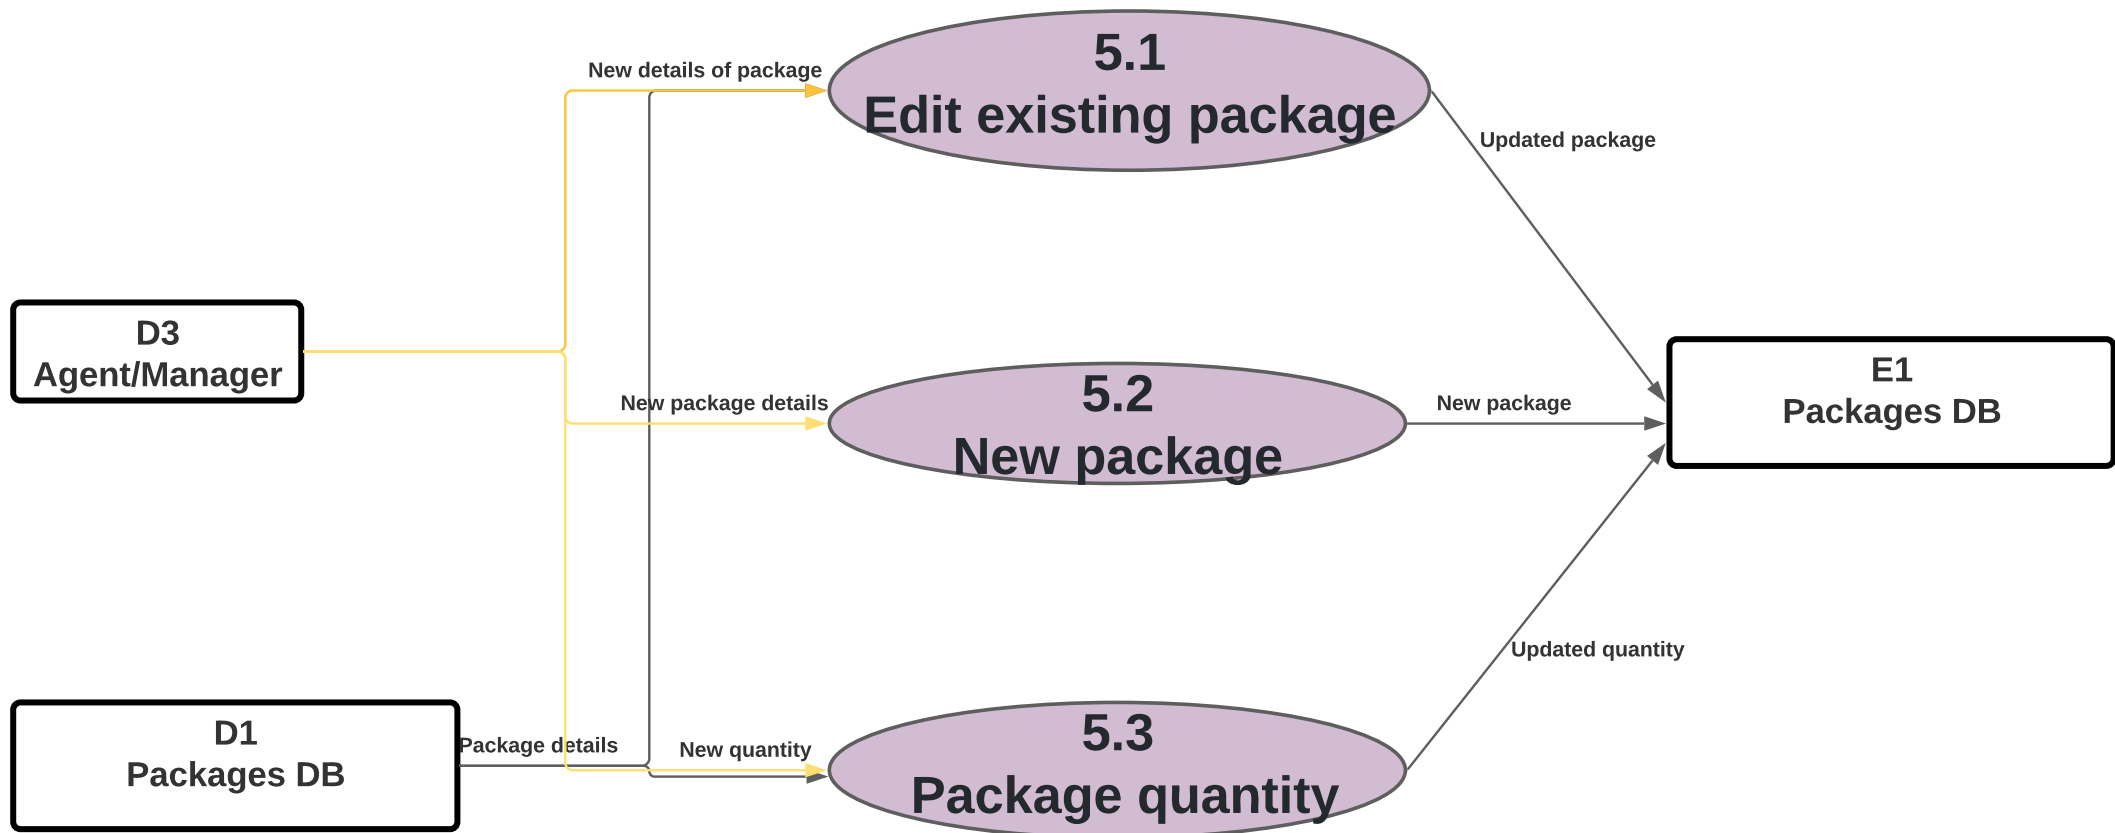 5.1
Edit existing package
New details of package
Updated package
D3
Agent/Manager
E1
Packages DB
5.2
New package
New package details
New package
Updated quantity
D1
Packages DB
Package details
New quantity
5.3
Package quantity